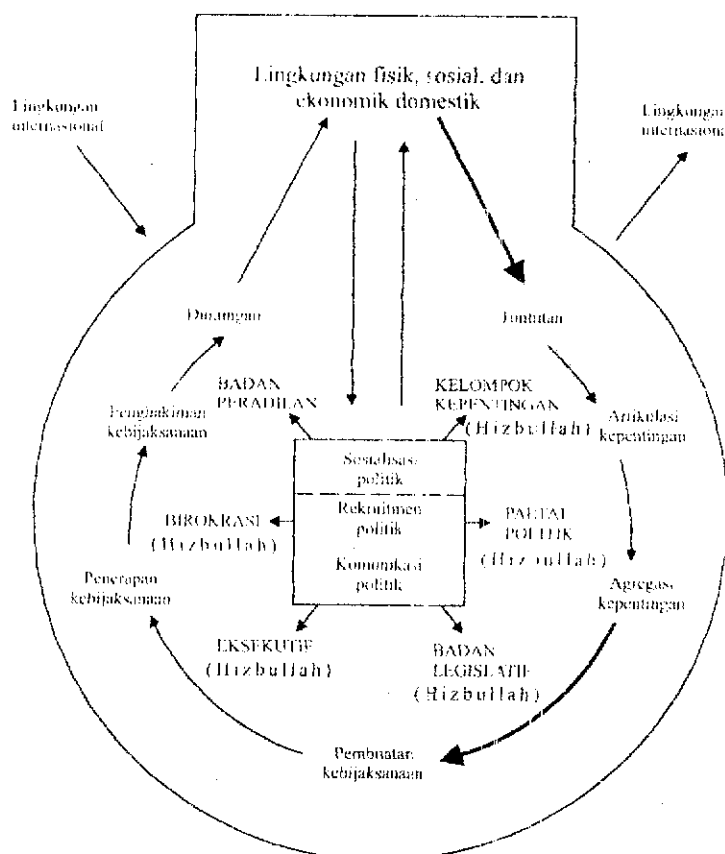 Lingkungan fisik, sosial, dan
ekonomik domestik
Lingkungan
internasional
Lingkungan
internasional
Dukungan
Tuntutan
BADAN
PERADILAN
KELOMPOK
KEPENTINGAN
(Hizbullah)
Penghakiman
kebijaksanaan
Artikulasi
kepentingan
Sosialisasi
politik
BIROKRASI
(Hizbullah)
Rekruitmen
politik
PARTAI
POLITIK
(Hizbullah)
Komunikasi
politik
Penerapan
kebijaksanaan
Agregasi
kepentingan
EKSEKUTIF
(Hizbullah)
BADAN
LEGISLATIF
(Hizbullah)
Pembuatan
kebijaksanaan